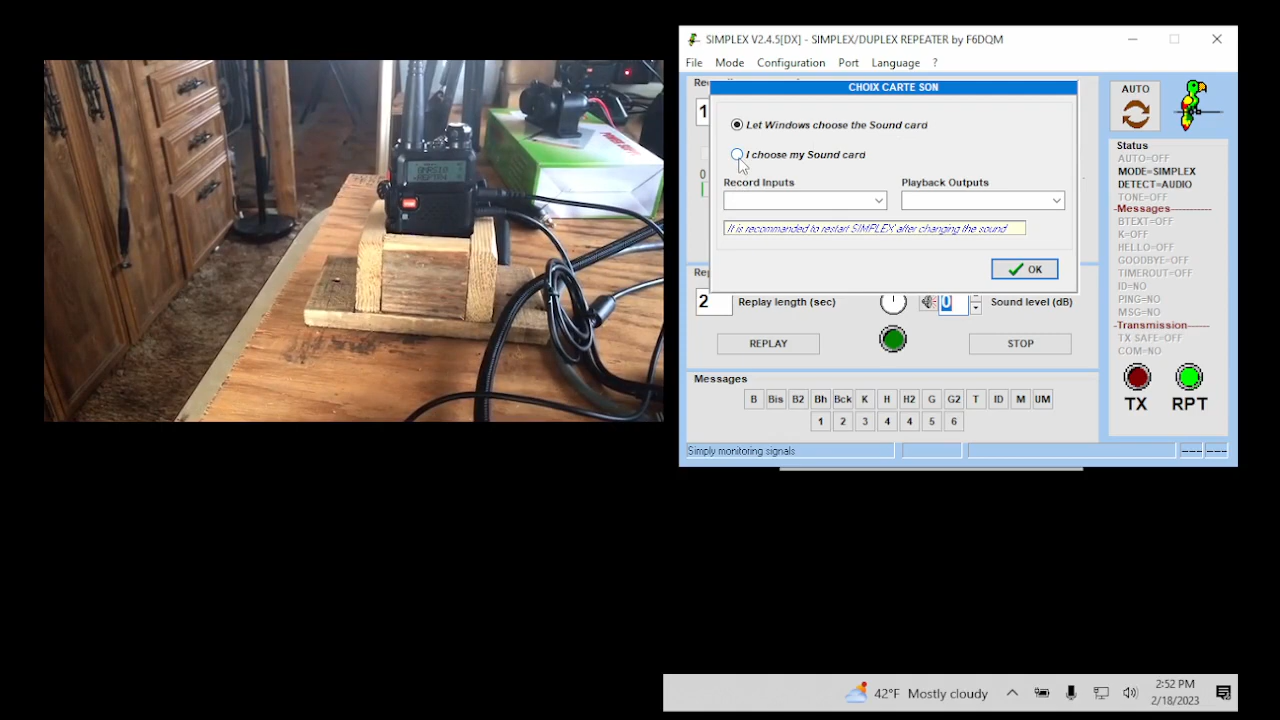 SIMPLEX V2.4.5[DX] - SIMPLEX/DUPLEX REPEATER by F6DQM
File Mode Configuration Port Language ?
CHOIX CARTE SON
Let Windows choose the Sound card
I choose my Sound card
Record Inputs Playback Outputs
recommanded to restart SIMPLEX after changing the sound
OK
1
0
2 Replay length (sec) 0 Sound level (dB)
REPLAY STOP
Messages
B Bis B2 Bh Bck K H H2 G G2 T ID M UM
1 2 3 4 4 5 6
Simply monitoring signals
AUTO
Status
AUTO=OFF
MODE=SIMPLEX
DETECT=AUDIO
TONE=OFF
-Messages--------
BTEXT=OFF
K=OFF
HELLO=OFF
GOODBYE=OFF
TIMEROUT=OFF
ID=NO
PING=NO
MSG=NO
-Transmission------
TX SAFE=OFF
COM=NO
TX RPT
--- ---
42°F Mostly cloudy
2:52 PM
2/18/2023